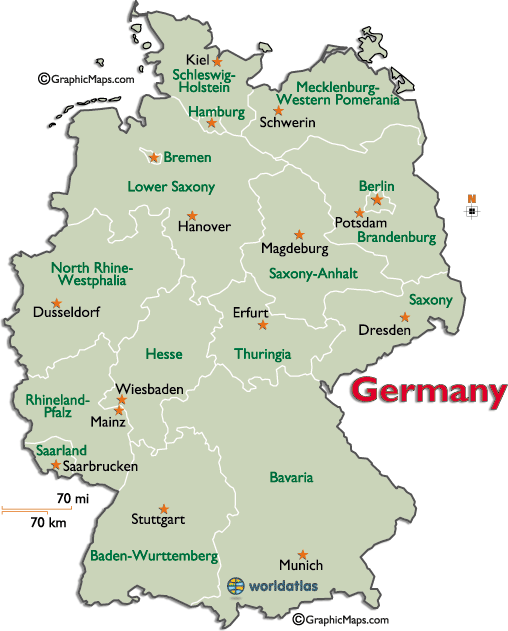 Kiel
©GraphicMaps.com
Schleswig-
Holstein
Mecklenburg-
Western Pomerania
Hamburg
Schwerin
Bremen
Lower Saxony
Berlin
N
Hanover
Potsdam
Brandenburg
Magdeburg
North Rhine-
Westphalia
Saxony-Anhalt
Saxony
Dusseldorf
Erfurt
Dresden
Hesse
Thuringia
Germany
Wiesbaden
Rhineland-
Pfalz
Mainz
Saarland
Saarbrucken
Bavaria
70 mi
70 km
Stuttgart
Baden-Wurttemberg
Munich
worldatlas
©GraphicMaps.com